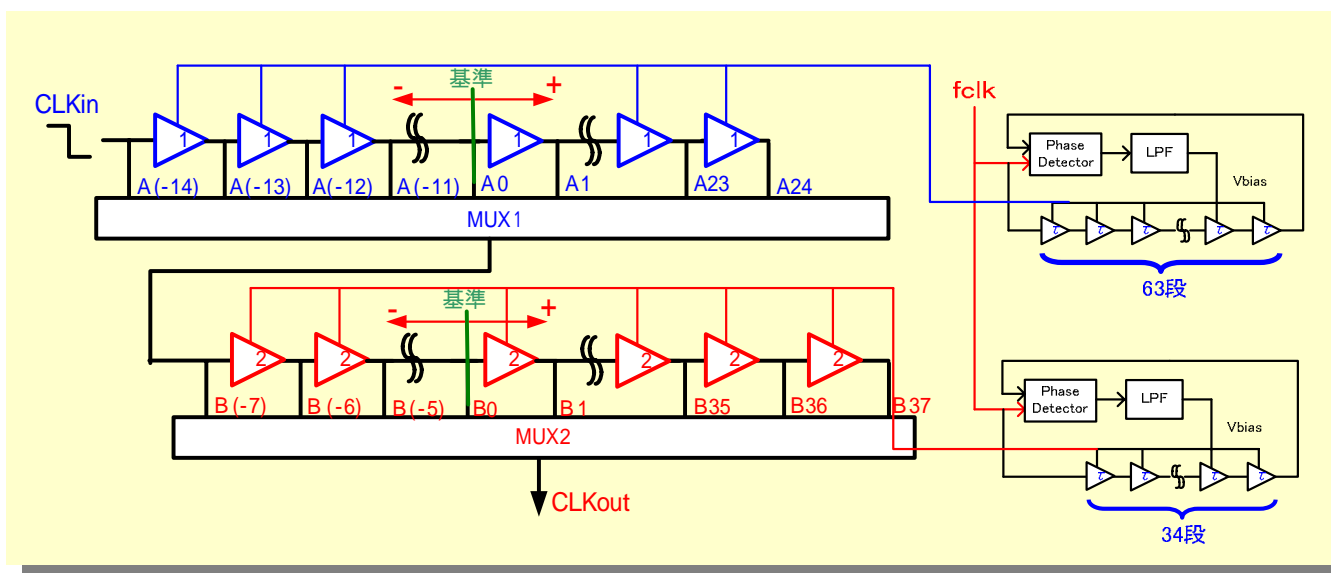 CLKin
- 基準 +
1 1 1 1 1 1
A(-14) A(-13) A(-12) A(-11) A0 A1 A23 A24
MUX1
- 基準 +
2 2 2 2 2 2
B(-7) B(-6) B(-5) B0 B1 B35 B36 B37
MUX2
CLKout
fclk
Phase
Detector
LPF
Vbias
τ τ τ τ τ
63段
Phase
Detector
LPF
Vbias
τ τ τ τ
34段